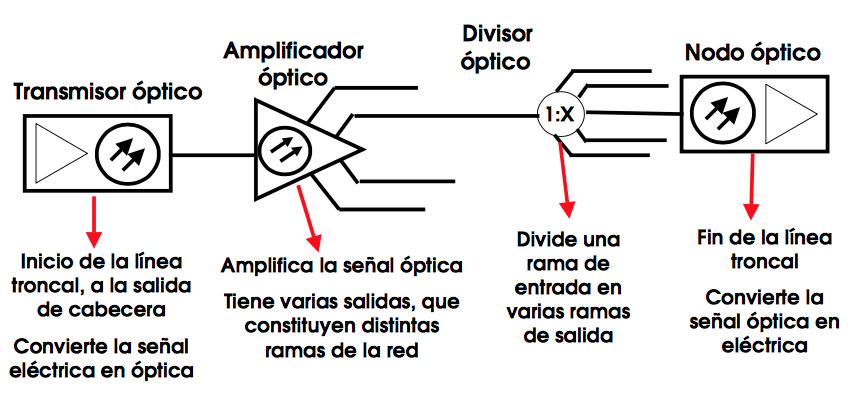 Transmisor óptico
Amplificador
óptico
Divisor
óptico
Nodo óptico
1:X
Inicio de la línea
troncal, a la salida
de cabecera
Convierte la señal
eléctrica en óptica
Amplifica la señal óptica
Tiene varias salidas, que
constituyen distintas
ramas de la red
Divide una
rama de
entrada en
varias ramas
de salida
Fin de la línea
troncal
Convierte la
señal óptica en
eléctrica